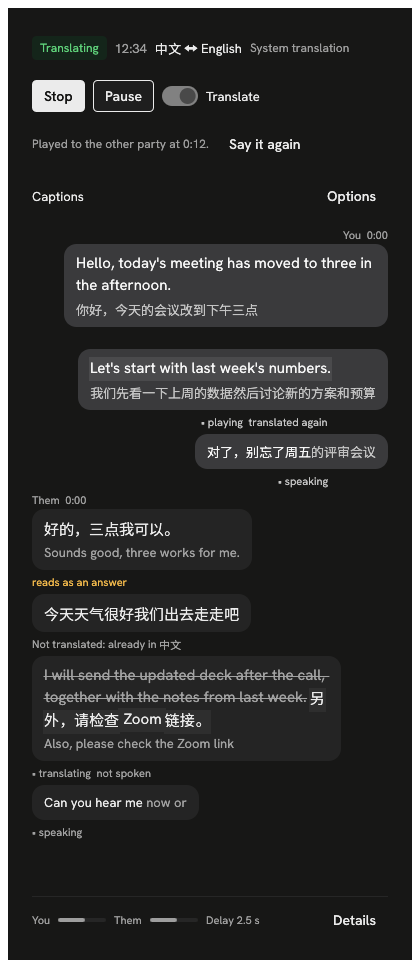 Translating 12:34 中文 ⬌ English System translation
Stop Pause Translate
Played to the other party at 0:12. Say it again
Captions Options
You 0:00
Hello, today's meeting has moved to three in
the afternoon.
你好，今天的会议改到下午三点
Let's start with last week's numbers.
我们先看一下上周的数据然后讨论新的方案和预算
• playing translated again
对了，别忘了周五的评审会议
• speaking
Them 0:00
好的，三点我可以。
Sounds good, three works for me.
reads as an answer
今天天气很好我们出去走走吧
Not translated: already in 中文
I will send the updated deck after the call,
together with the notes from last week. 另
外，请检查 Zoom 链接。
Also, please check the Zoom link
• translating not spoken
Can you hear me now or
• speaking
You Them Delay 2.5 s Details